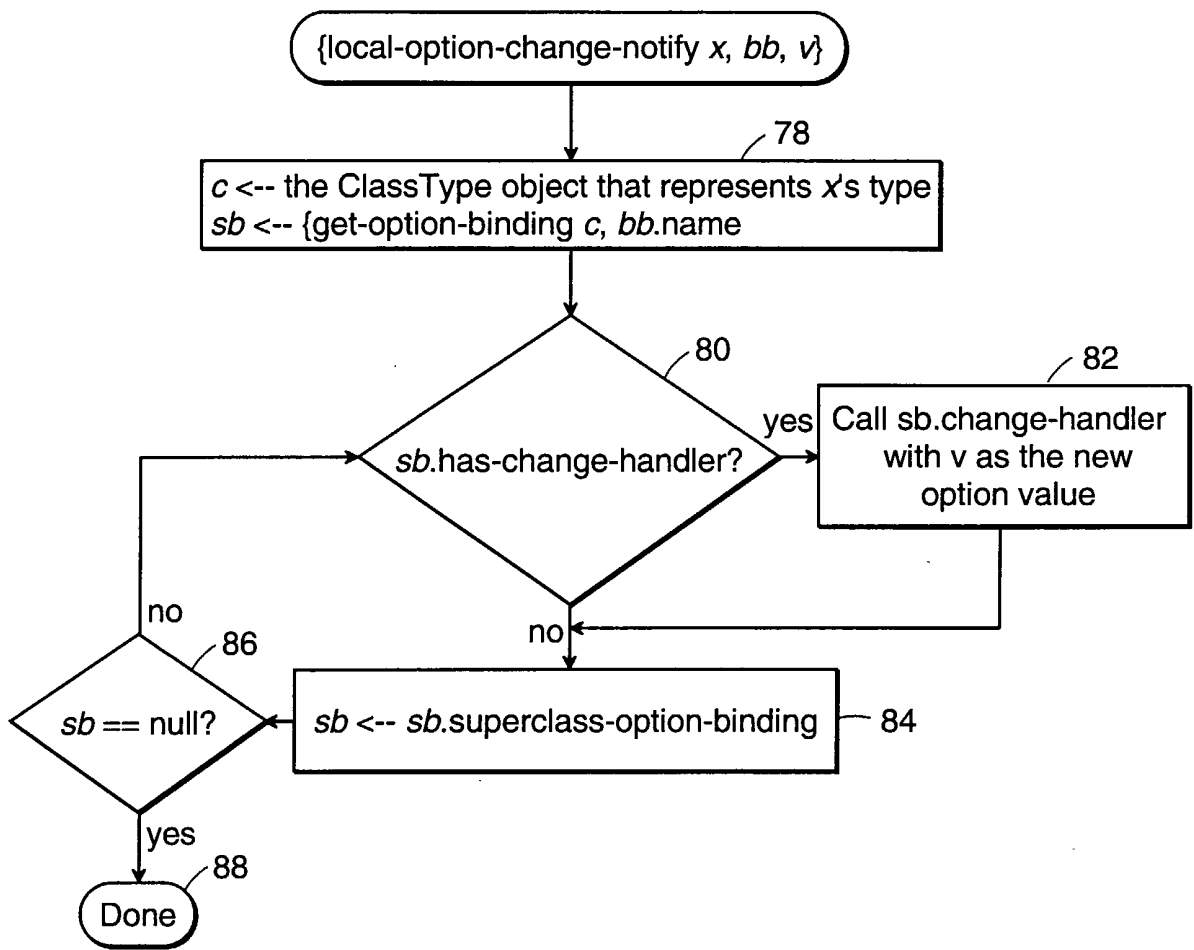 {local-option-change-notify x, bb, v}
78
c <-- the ClassType object that represents x's type
sb <-- {get-option-binding c, bb.name
80
sb.has-change-handler?
yes
82
Call sb.change-handler
with v as the new
option value
no
no
86
sb == null?
sb <-- sb.superclass-option-binding
84
yes
88
Done